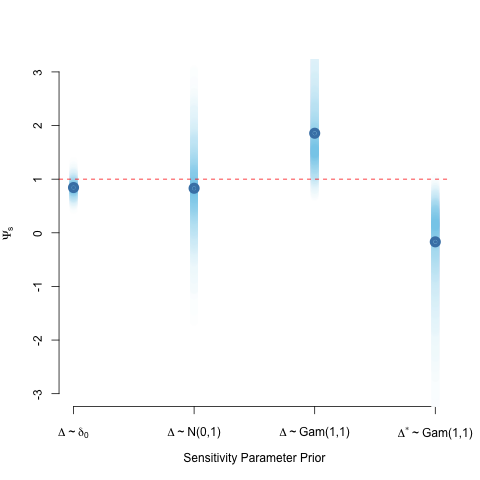 3
2
1
0
-1
-2
-3
Ψs
Δ ~ δ0 Δ ~ N(0,1) Δ ~ Gam(1,1) Δ* ~ Gam(1,1)
Sensitivity Parameter Prior